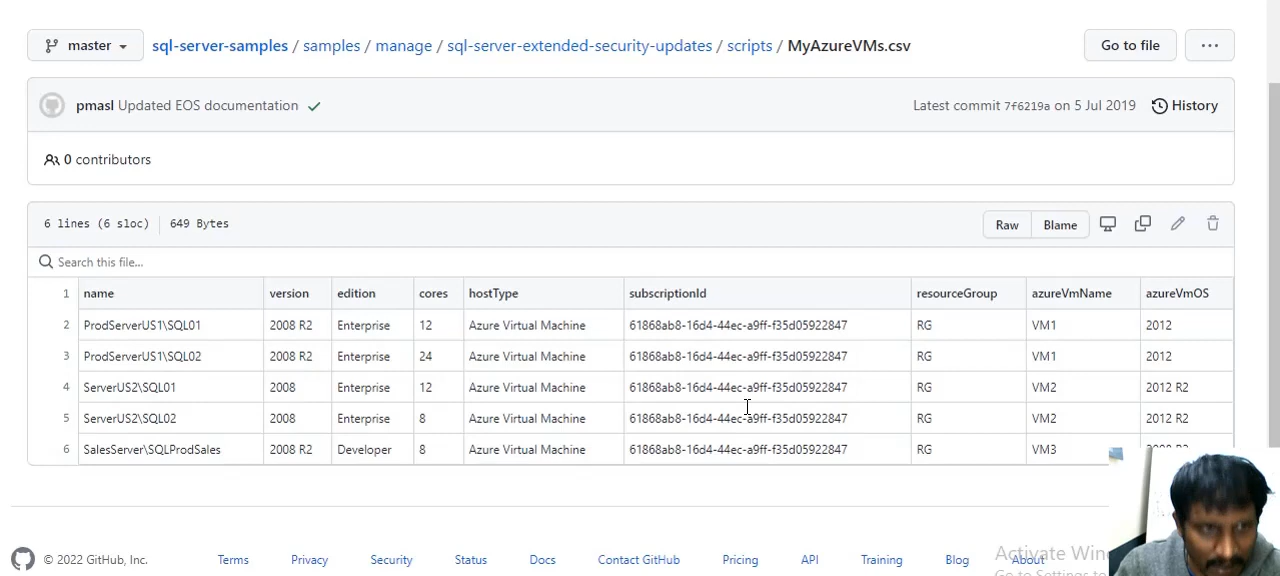 master sql-server-samples / samples / manage / sql-server-extended-security-updates / scripts / MyAzureVMs.csv Go to file ...
pmasl Updated EOS documentation Latest commit 7f6219a on 5 Jul 2019 History
0 contributors
6 lines (6 sloc) 649 Bytes Raw Blame
Search this file...
1 name version edition cores hostType subscriptionId resourceGroup azureVmName azureVmOS
2 ProdServerUS1\SQL01 2008 R2 Enterprise 12 Azure Virtual Machine 61868ab8-16d4-44ec-a9ff-f35d05922847 RG VM1 2012
3 ProdServerUS1\SQL02 2008 R2 Enterprise 24 Azure Virtual Machine 61868ab8-16d4-44ec-a9ff-f35d05922847 RG VM1 2012
4 ServerUS2\SQL01 2008 Enterprise 12 Azure Virtual Machine 61868ab8-16d4-44ec-a9ff-f35d05922847 RG VM2 2012 R2
5 ServerUS2\SQL02 2008 Enterprise 8 Azure Virtual Machine 61868ab8-16d4-44ec-a9ff-f35d05922847 RG VM2 2012 R2
6 SalesServer\SQLProdSales 2008 R2 Developer 8 Azure Virtual Machine 61868ab8-16d4-44ec-a9ff-f35d05922847 RG VM3
Activate Win
© 2022 GitHub, Inc. Terms Privacy Security Status Docs Contact GitHub Pricing API Training Blog About